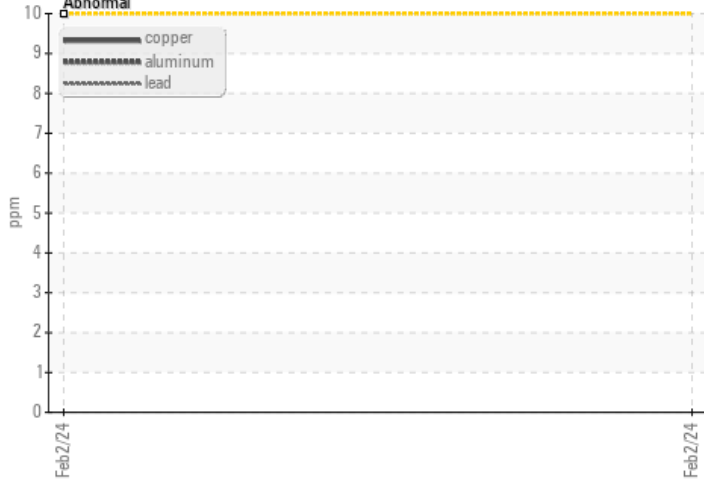 Abnormal
10
copper
9
aluminum
lead
8
7
6
ppm
5
4
3
2
1
0
Feb2/24
Feb2/24